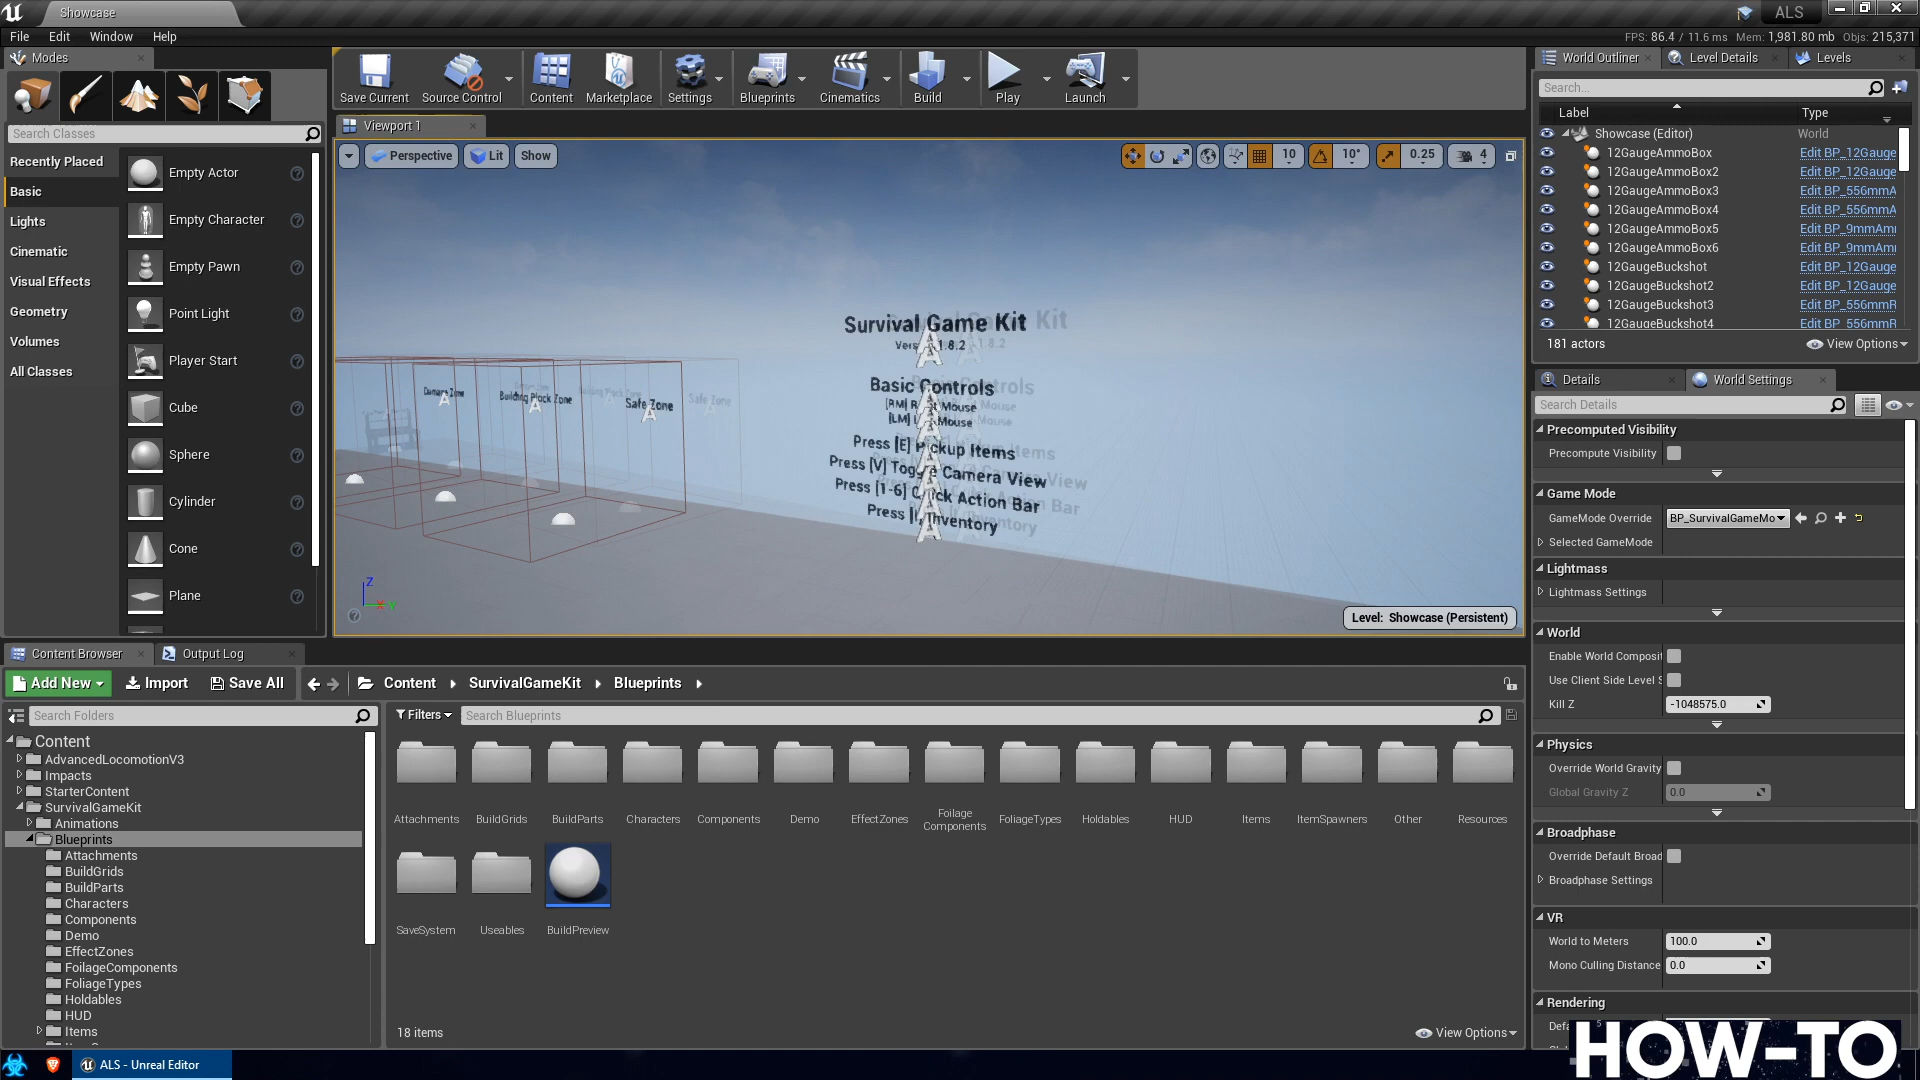 Showcase
ALS
File Edit Window Help
FPS: 86.4 / 11.6 ms Mem: 1,981.80 mb Objs: 215,371
Modes
Save Current
Source Control
Content
Marketplace
Settings
Blueprints
Cinematics
Build
Play
Launch
Search Classes
Recently Placed
Basic
Lights
Cinematic
Visual Effects
Geometry
Volumes
All Classes
Empty Actor
Empty Character
Empty Pawn
Point Light
Player Start
Cube
Sphere
Cylinder
Cone
Plane
Viewport 1
Perspective Lit Show
10 10° 0.25 4
Survival Game Kit
1.8.2
Basic Controls
Press [E] Pickup Items
Press [V] Toggle Camera View
Press [1-6] Quick Action Bar
Inventory
Building Block Zone
Safe Zone
Safe Zone
Z
Level: Showcase (Persistent)
World Outliner Level Details Levels
Search...
Label Type
Showcase (Editor) World
12GaugeAmmoBox Edit BP_12Gauge
12GaugeAmmoBox2 Edit BP_12Gauge
12GaugeAmmoBox3 Edit BP_556mmA
12GaugeAmmoBox4 Edit BP_556mmA
12GaugeAmmoBox5 Edit BP_9mmAmı
12GaugeAmmoBox6 Edit BP_9mmAmı
12GaugeBuckshot Edit BP_12Gauge
12GaugeBuckshot2 Edit BP_12Gauge
12GaugeBuckshot3 Edit BP_556mmR
12GaugeBuckshot4 Edit BP_556mmR
181 actors View Options
Details World Settings
Search Details
Precomputed Visibility
Precompute Visibility
Game Mode
GameMode Override BP_SurvivalGameMo
Selected GameMode
Lightmass
Lightmass Settings
World
Enable World Composit
Use Client Side Level S
Kill Z -1048575.0
Physics
Override World Gravity
Global Gravity Z 0.0
Broadphase
Override Default Broad
Broadphase Settings
VR
World to Meters 100.0
Mono Culling Distance 0.0
Rendering
Defa
Content Browser Output Log
Add New Import Save All Content SurvivalGameKit Blueprints
Search Folders
Filters Search Blueprints
Content
AdvancedLocomotionV3
Impacts
StarterContent
SurvivalGameKit
Animations
Blueprints
Attachments
BuildGrids
BuildParts
Characters
Components
Demo
EffectZones
FoilageComponents
FoliageTypes
Holdables
HUD
Items
Attachments BuildGrids BuildParts Characters Components Demo EffectZones Foilage Components FoliageTypes Holdables HUD Items ItemSpawners Other Resources
SaveSystem Useables BuildPreview
18 items View Options
ALS - Unreal Editor
HOW-TO